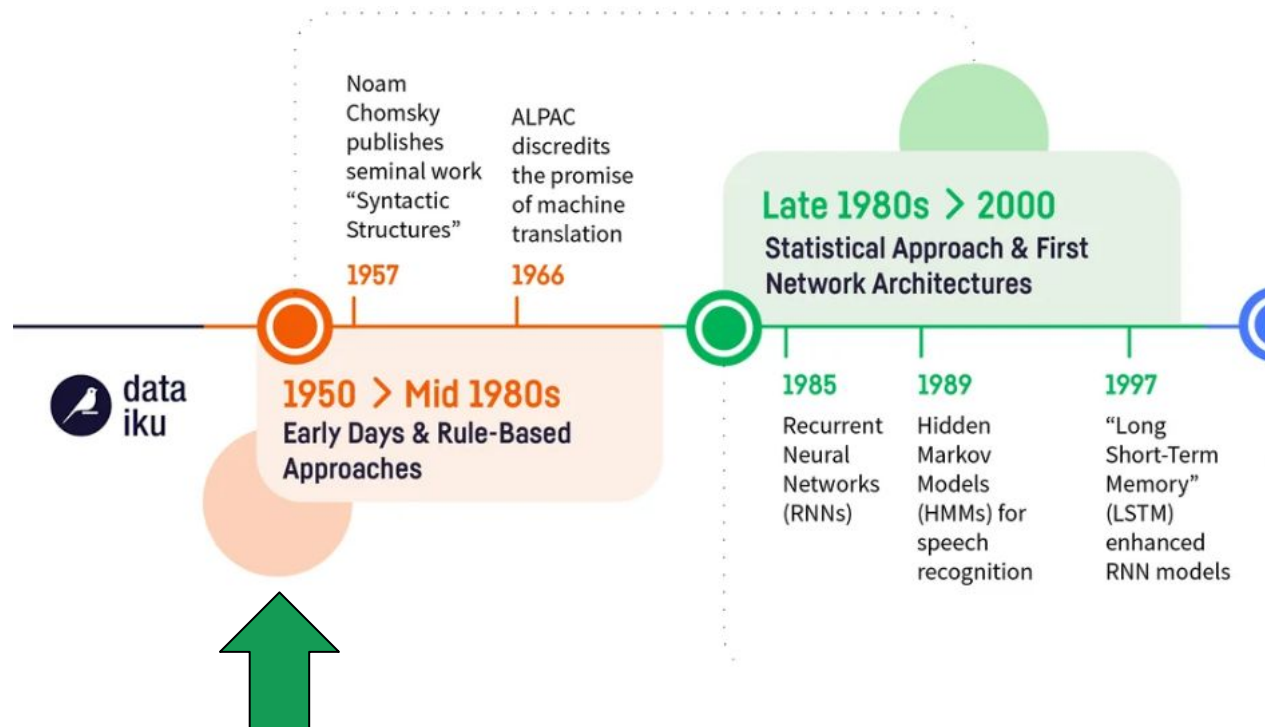 Noam
Chomsky
publishes
seminal work
“Syntactic
Structures”
1957
ALPAC
discredits
the promise
of machine
translation
1966
Late 1980s > 2000
Statistical Approach & First
Network Architectures
data
iku
1950 > Mid 1980s
Early Days & Rule-Based
Approaches
1985
Recurrent
Neural
Networks
(RNNs)
1989
Hidden
Markov
Models
(HMMs) for
speech
recognition
1997
“Long
Short-Term
Memory”
(LSTM)
enhanced
RNN models